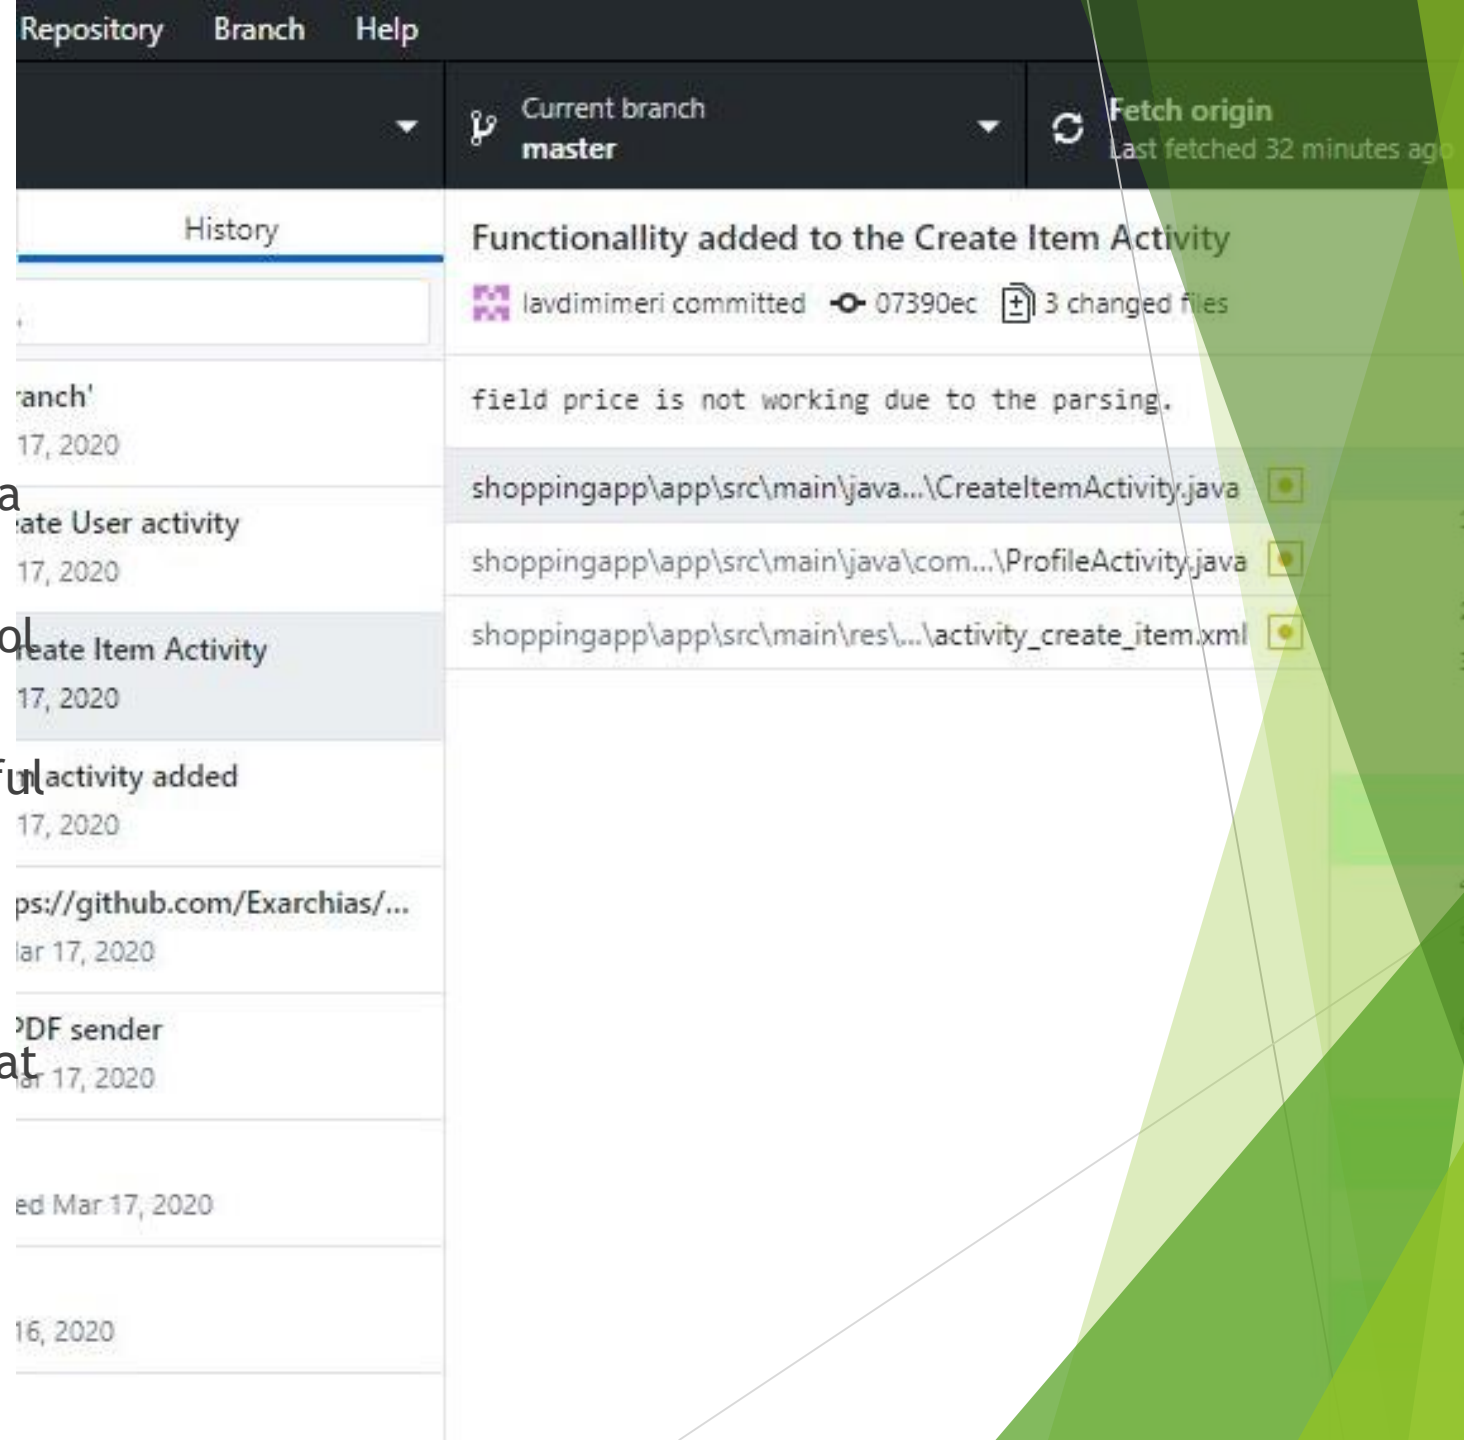 Repository Branch Help
Current branch
master
Fetch origin
Last fetched 32 minutes ago
History
Functionallity added to the Create Item Activity
lavdimimeri committed 07390ec 3 changed files
field price is not working due to the parsing.
shoppingapp\app\src\main\java...\CreateItemActivity.java
shoppingapp\app\src\main\java\com...\ProfileActivity.java
shoppingapp\app\src\main\res\...\activity_create_item.xml
ranch'
17, 2020
a
eate User activity
17, 2020
ol
reate Item Activity
17, 2020
ful
m activity added
17, 2020
ps://github.com/Exarchias/...
ar 17, 2020
PDF sender
at
ar 17, 2020
ed Mar 17, 2020
16, 2020